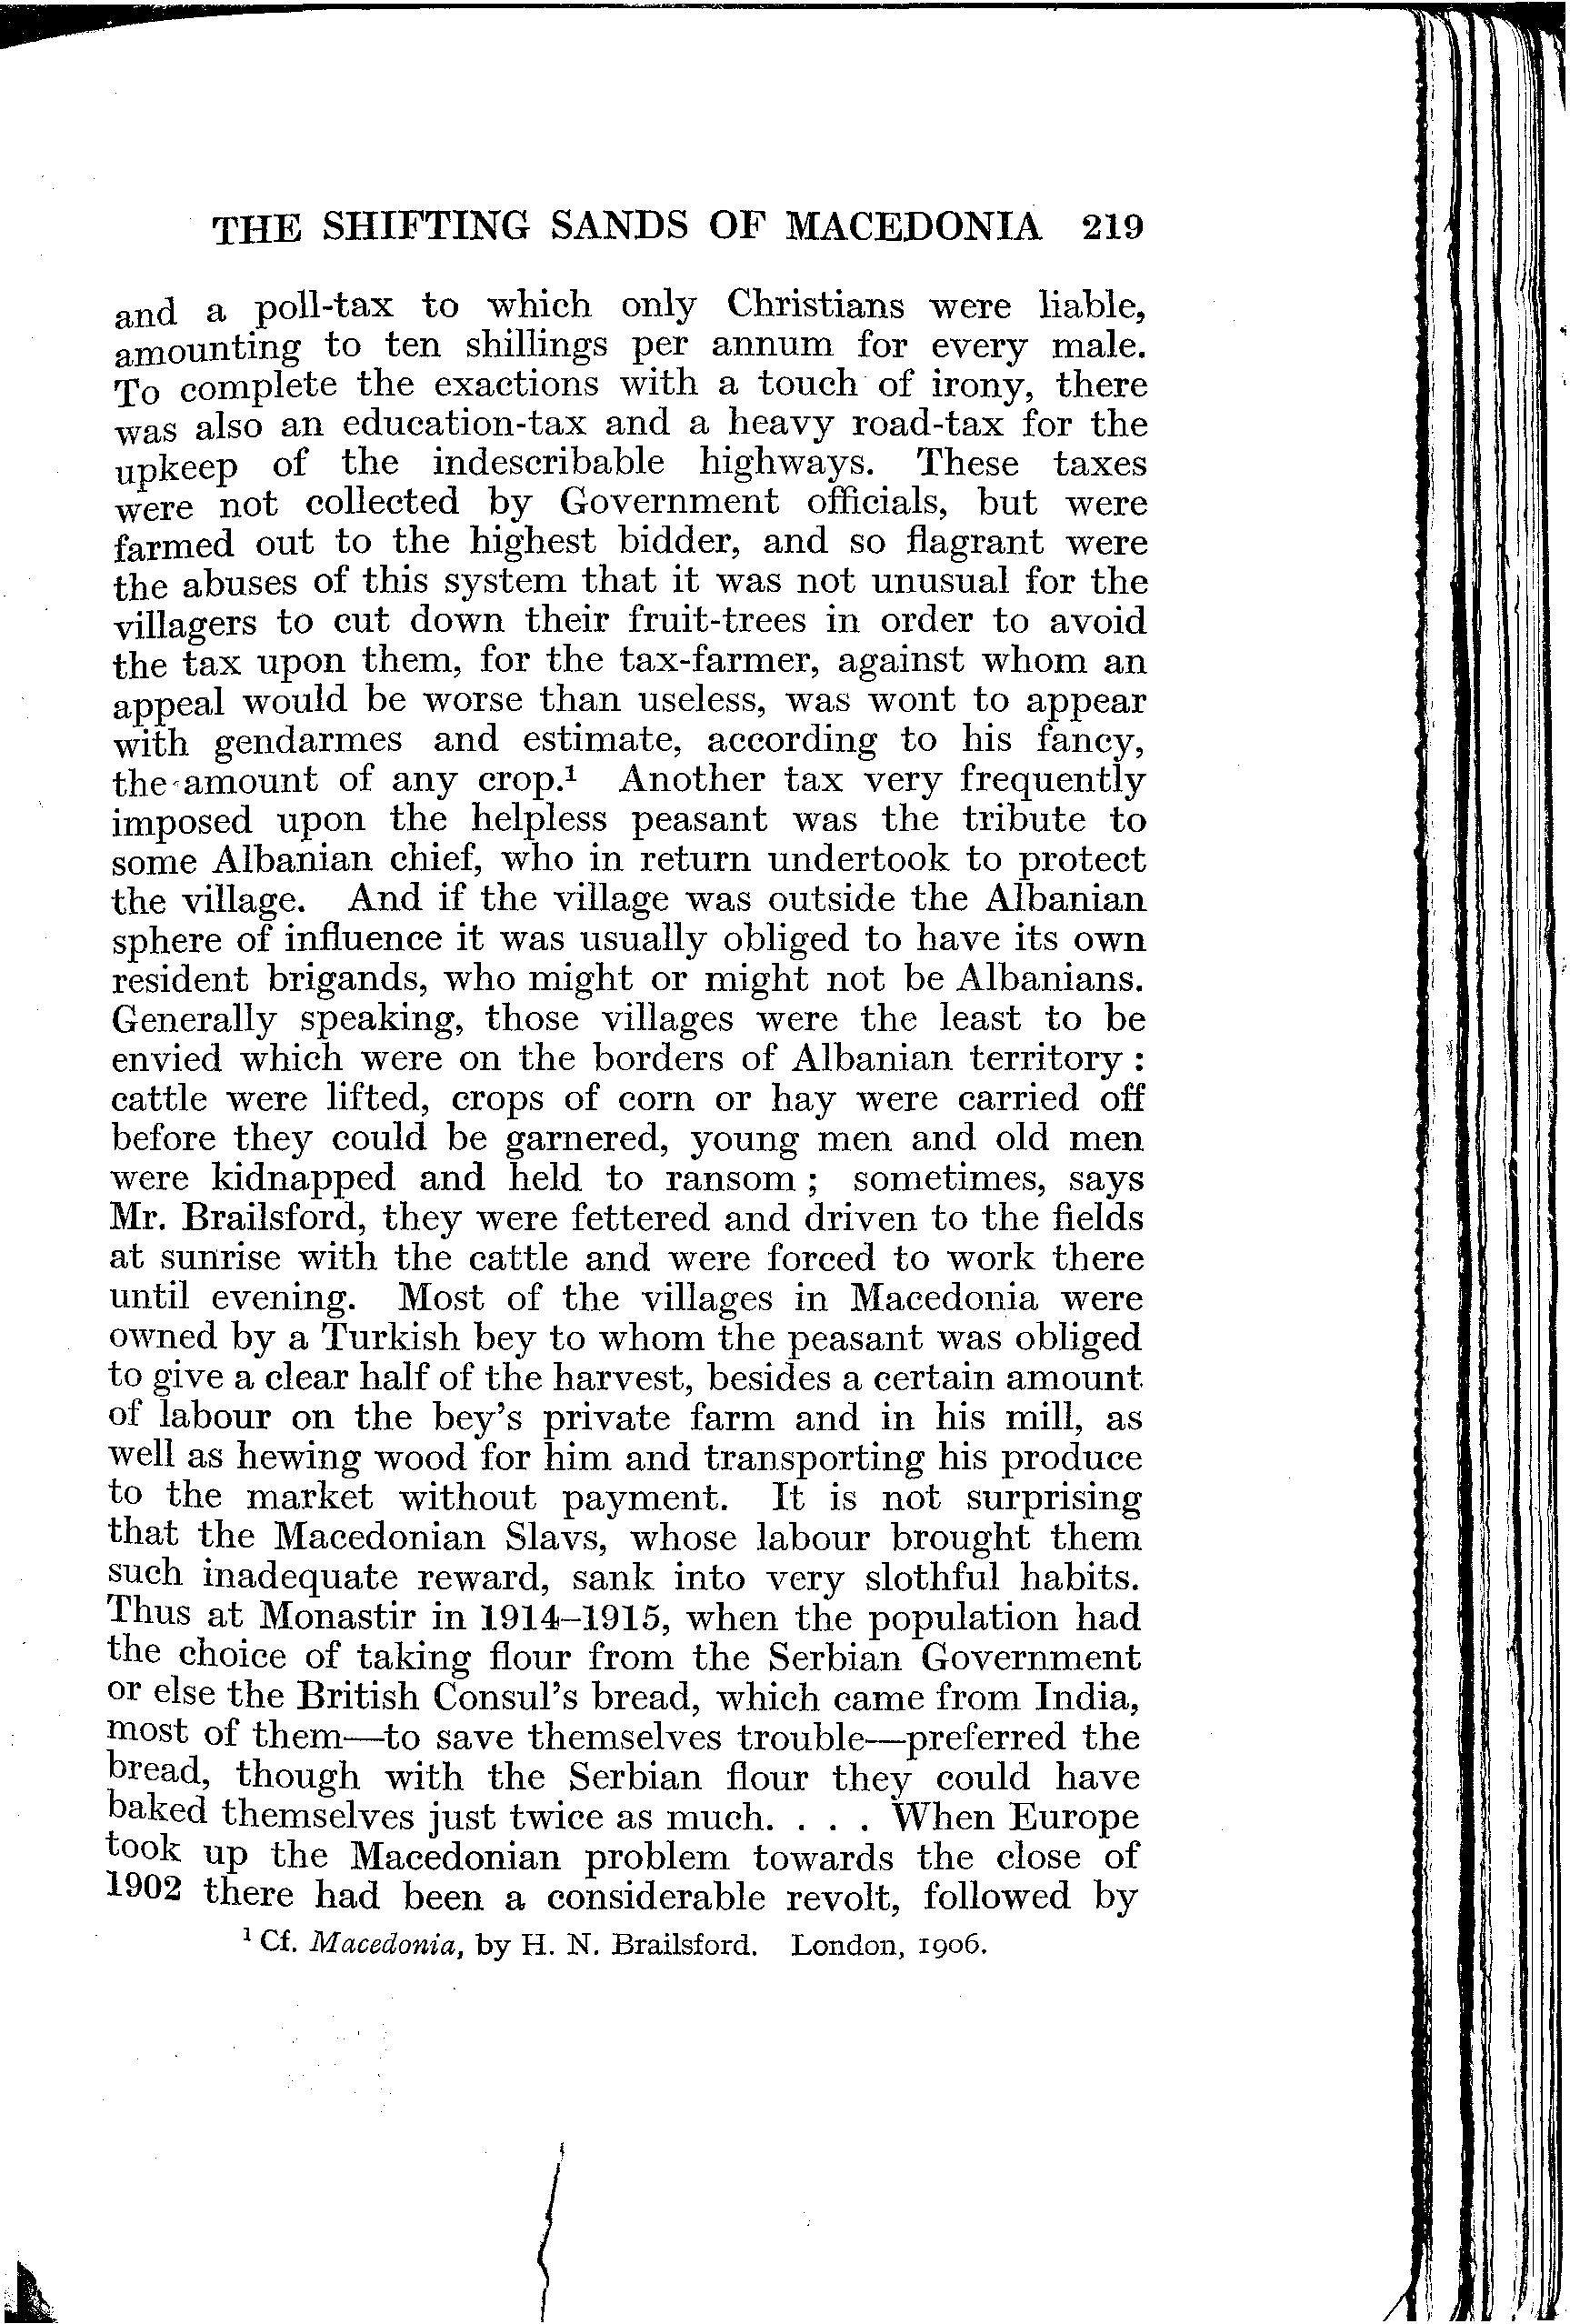 THE SHIFTING SANDS OF MACEDONIA 219
and a poll-tax to which only Christians were liable,
amounting to ten shillings per annum for every male.
To complete the exactions with a touch of irony, there
was also an education-tax and a heavy road-tax for the
upkeep of the indescribable highways. These taxes
were not collected by Government officials, but were
farmed out to the highest bidder, and so flagrant were
the abuses of this system that it was not unusual for the
villagers to cut down their fruit-trees in order to avoid
the tax upon them, for the tax-farmer, against whom an
appeal would be worse than useless, was wont to appear
with gendarmes and estimate, according to his fancy,
the amount of any crop.¹ Another tax very frequently
imposed upon the helpless peasant was the tribute to
some Albanian chief, who in return undertook to protect
the village. And if the village was outside the Albanian
sphere of influence it was usually obliged to have its own
resident brigands, who might or might not be Albanians.
Generally speaking, those villages were the least to be
envied which were on the borders of Albanian territory :
cattle were lifted, crops of corn or hay were carried off
before they could be garnered, young men and old men
were kidnapped and held to ransom ; sometimes, says
Mr. Brailsford, they were fettered and driven to the fields
at sunrise with the cattle and were forced to work there
until evening. Most of the villages in Macedonia were
owned by a Turkish bey to whom the peasant was obliged
to give a clear half of the harvest, besides a certain amount
of labour on the bey's private farm and in his mill, as
well as hewing wood for him and transporting his produce
to the market without payment. It is not surprising
that the Macedonian Slavs, whose labour brought them
such inadequate reward, sank into very slothful habits.
Thus at Monastir in 1914–1915, when the population had
the choice of taking flour from the Serbian Government
or else the British Consul's bread, which came from India,
most of them—to save themselves trouble—preferred the
bread, though with the Serbian flour they could have
baked themselves just twice as much. . . . When Europe
took up the Macedonian problem towards the close of
1902 there had been a considerable revolt, followed by
¹ Cf. Macedonia, by H. N. Brailsford. London, 1906.